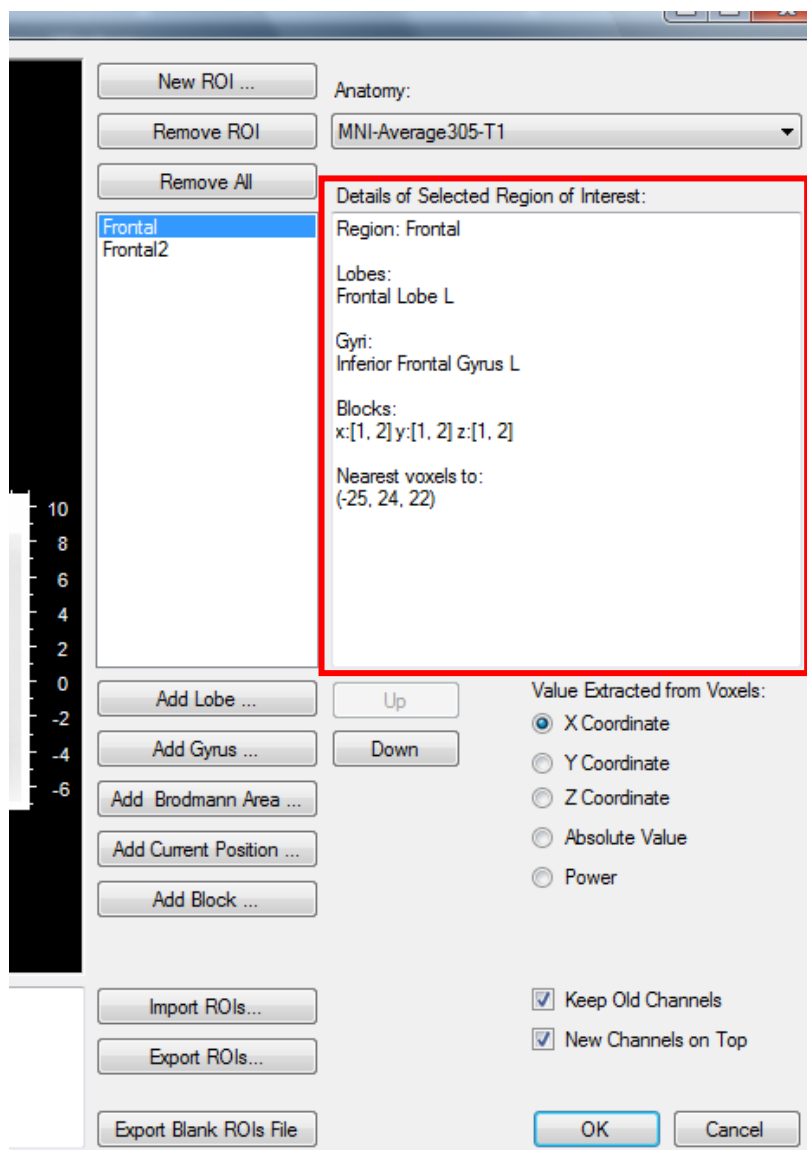 New ROI ...
Remove ROI
Remove All
Anatomy:
MNI-Average305-T1
Frontal
Frontal2
Details of Selected Region of Interest:
Region: Frontal
Lobes:
Frontal Lobe L
Gyri:
Inferior Frontal Gyrus L
Blocks:
x:[1, 2] y:[1, 2] z:[1, 2]
Nearest voxels to:
(-25, 24, 22)
10
8
6
4
2
0
-2
-4
-6
Add Lobe ...
Add Gyrus ...
Add Brodmann Area ...
Add Current Position ...
Add Block ...
Up
Down
Value Extracted from Voxels:
X Coordinate
Y Coordinate
Z Coordinate
Absolute Value
Power
Import ROIs...
Export ROIs...
Export Blank ROIs File
Keep Old Channels
New Channels on Top
OK
Cancel